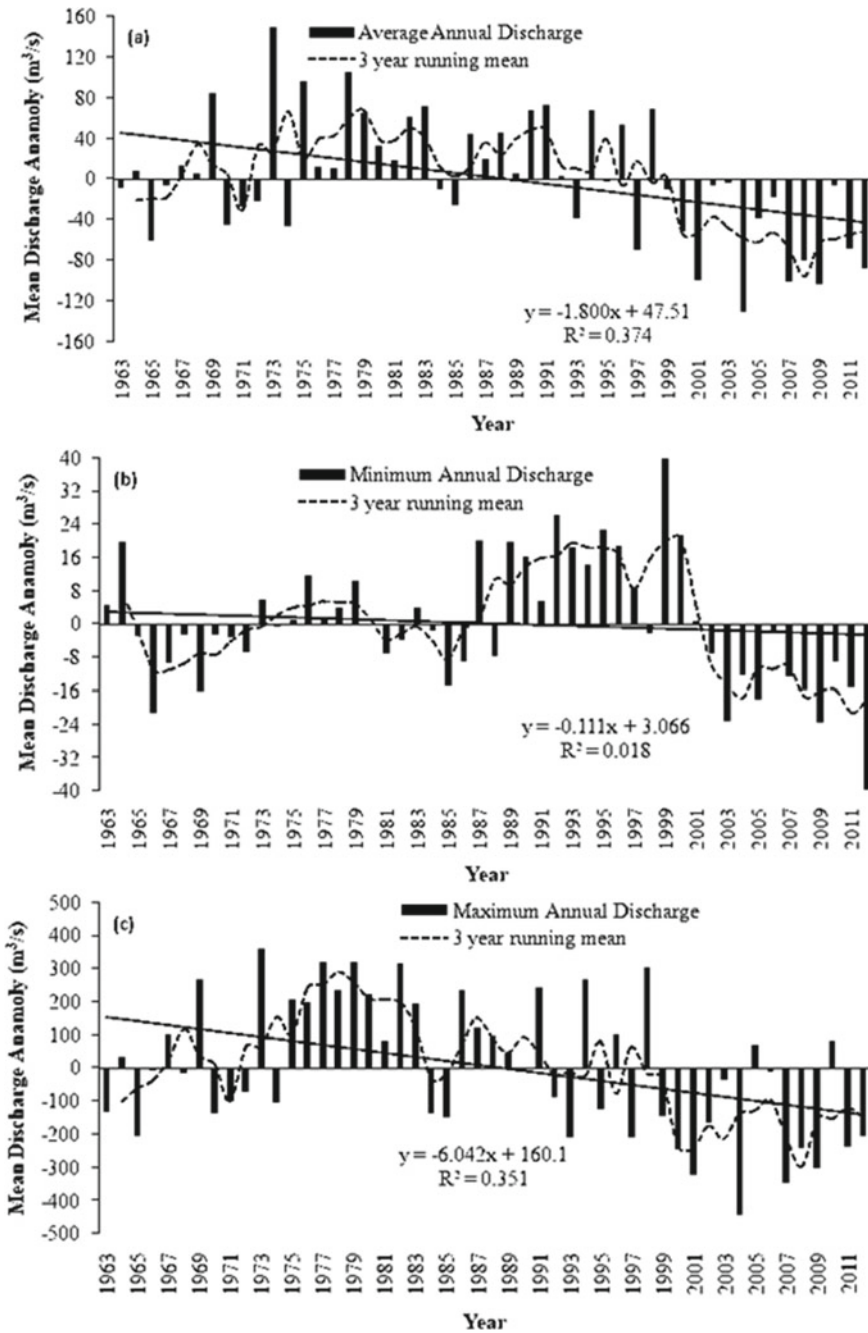 (a)
Average Annual Discharge
3 year running mean
Mean Discharge Anamoly (m³/s)
160
120
80
40
0
-40
-80
-120
-160
y = -1.800x + 47.51
R² = 0.374
1963 1965 1967 1969 1971 1973 1975 1977 1979 1981 1983 1985 1987 1989 1991 1993 1995 1997 1999 2001 2003 2005 2007 2009 2011
Year
(b)
Minimum Annual Discharge
3 year running mean
Mean Discharge Anamoly (m³/s)
40
32
24
16
8
0
-8
-16
-24
-32
-40
y = -0.111x + 3.066
R² = 0.018
1963 1965 1967 1969 1971 1973 1975 1977 1979 1981 1983 1985 1987 1989 1991 1993 1995 1997 1999 2001 2003 2005 2007 2009 2011
Year
(c)
Maximum Annual Discharge
3 year running mean
Mean Discharge Anamoly (m³/s)
500
400
300
200
100
0
-100
-200
-300
-400
-500
y = -6.042x + 160.1
R² = 0.351
1963 1965 1967 1969 1971 1973 1975 1977 1979 1981 1983 1985 1987 1989 1991 1993 1995 1997 1999 2001 2003 2005 2007 2009 2011
Year